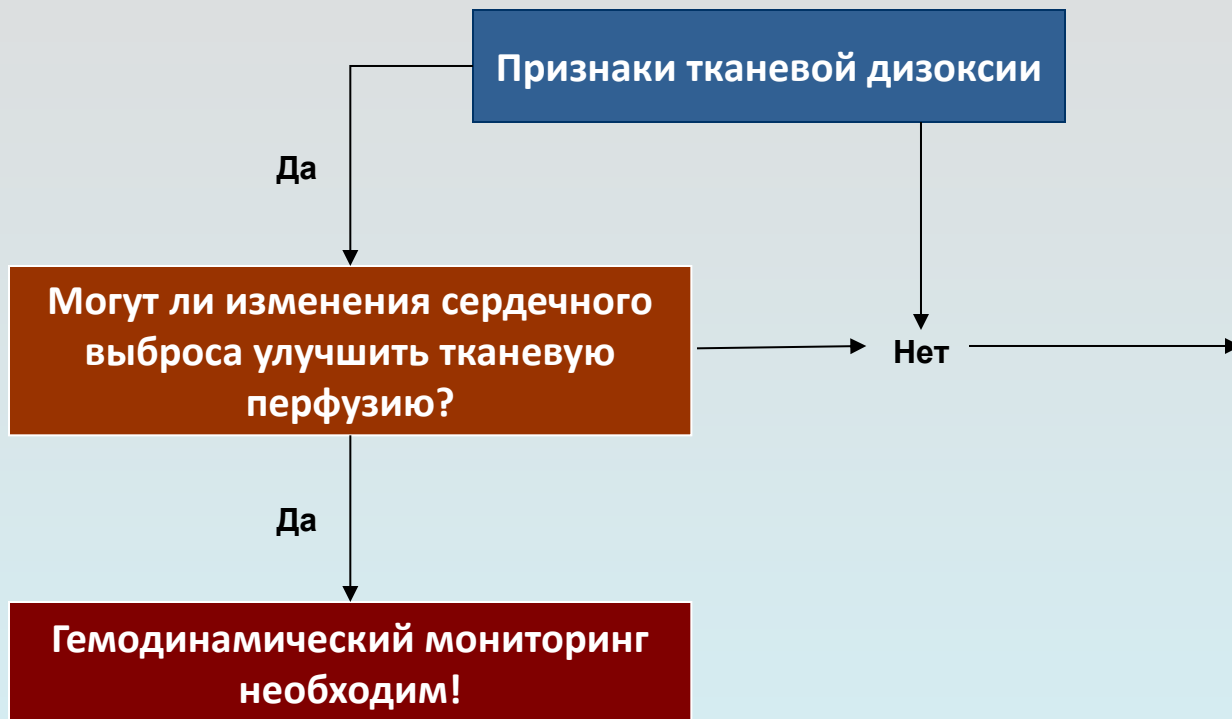 Признаки тканевой дизоксии
Да
Могут ли изменения сердечного
выброса улучшить тканевую
перфузию?
Нет
Да
Гемодинамический мониторинг
необходим!